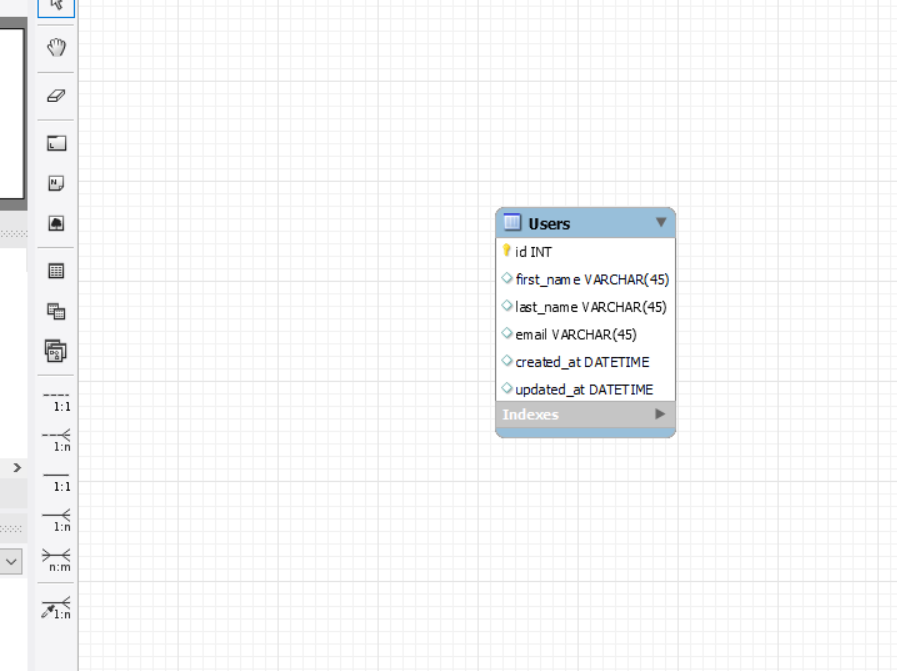 Users
id INT
first_name VARCHAR(45)
last_name VARCHAR(45)
email VARCHAR(45)
created_at DATETIME
updated_at DATETIME
Indexes
1:1
1:n
1:1
1:n
n:m
1:n